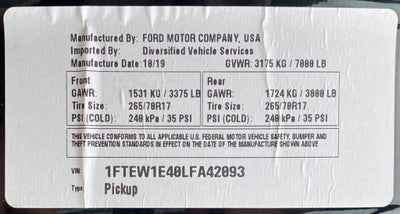 Manufactured By: FORD MOTOR COMPANY, USA
Imported By: Diversified Vehicle Services
Manufacture Date: 10/19 GVWR: 3175 KG / 7000 LB
Front Rear
GAWR: 1531 KG / 3375 LB GAWR: 1724 KG / 3800 LB
Tire Size: 265/70R17 Tire Size: 265/70R17
PSI (COLD): 240 kPa / 35 PSI PSI (COLD): 240 kPa / 35 PSI
THIS VEHICLE CONFORMS TO ALL APPLICABLE U.S. FEDERAL MOTOR VEHICLE SAFETY, BUMPER AND
THEFT PREVENTION STANDARDS IN EFFECT ON THE DATE OF THE MANUFACTURE SHOWN ABOVE
VIN: 1FTEW1E40LFA42093
Type: Pickup